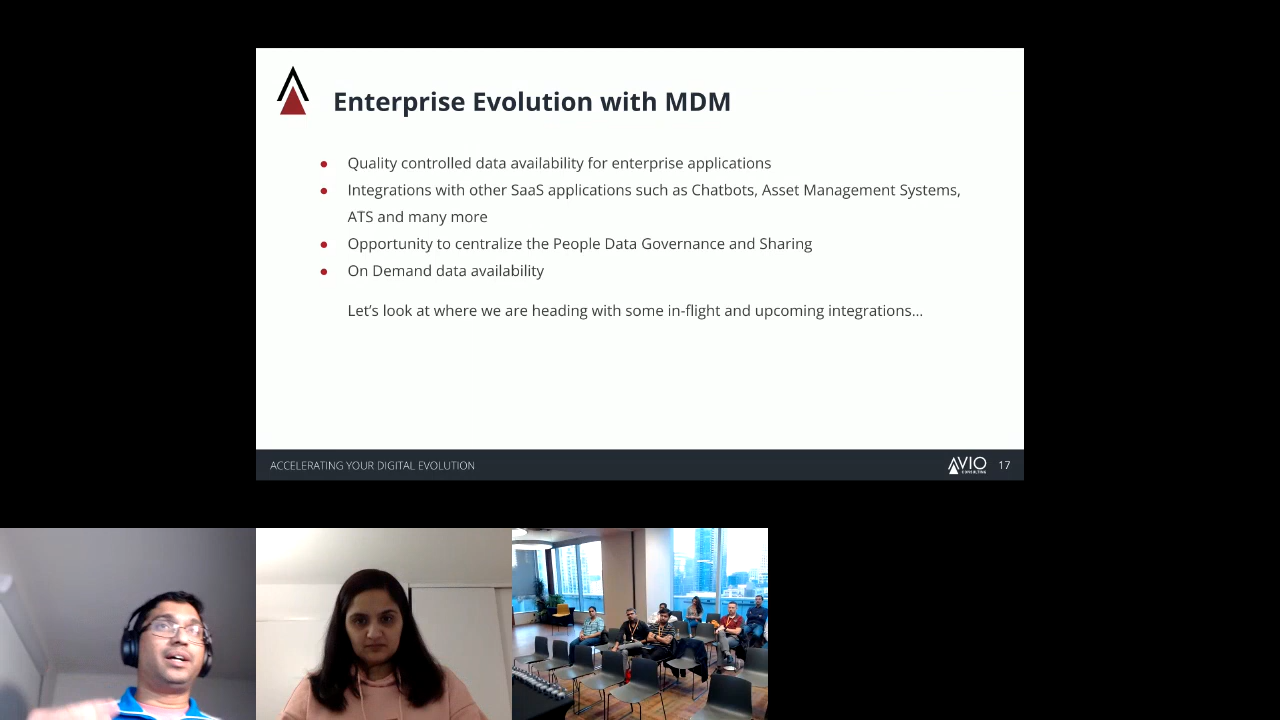 Enterprise Evolution with MDM
● Quality controlled data availability for enterprise applications
● Integrations with other SaaS applications such as Chatbots, Asset Management Systems,
ATS and many more
● Opportunity to centralize the People Data Governance and Sharing
● On Demand data availability
Let’s look at where we are heading with some in-flight and upcoming integrations...
ACCELERATING YOUR DIGITAL EVOLUTION
AVIO
CONSULTING
17